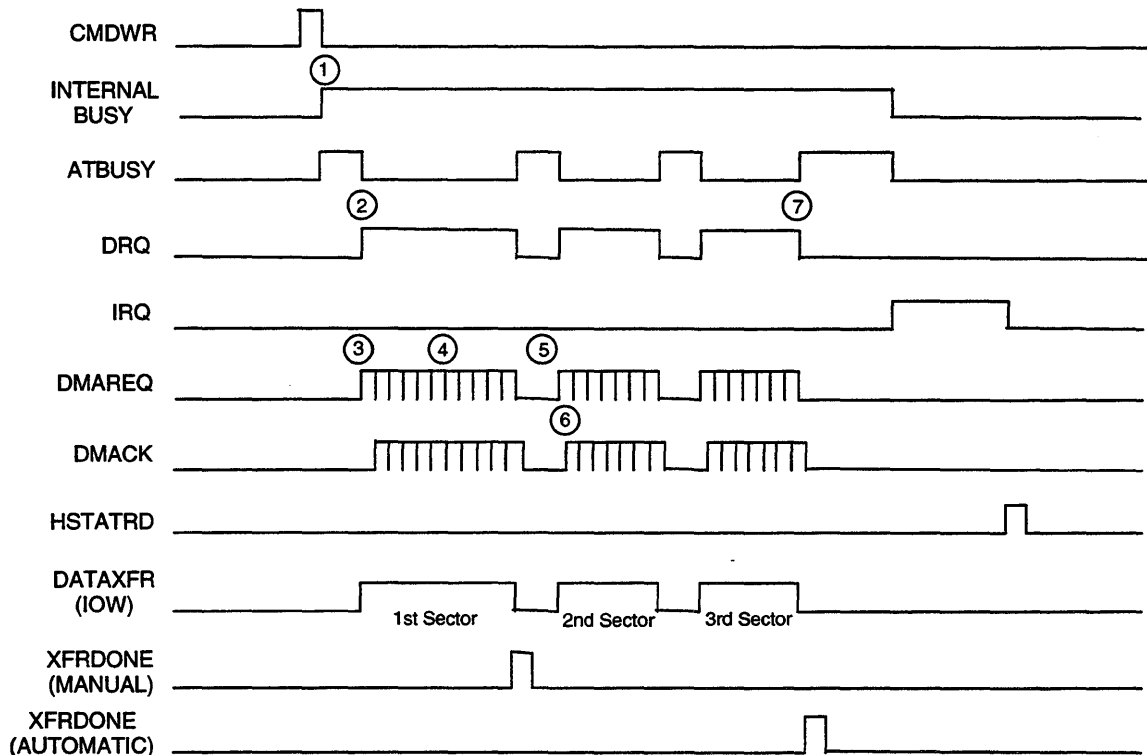 CMDWR
①
INTERNAL
BUSY
ATBUSY
②
⑦
DRQ
IRQ
③
④
⑤
DMAREQ
⑥
DMACK
HSTATRD
DATAXFR
(IOW)
1st Sector
2nd Sector
3rd Sector
XFRDONE
(MANUAL)
XFRDONE
(AUTOMATIC)